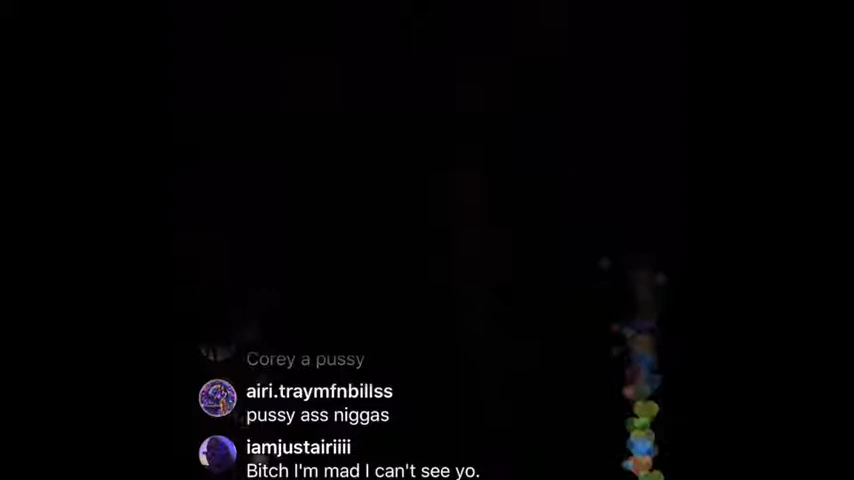 Corey a pussy
airi.traymfnbillss
pussy ass niggas
iamjustairiiii
Bitch I'm mad I can't see yo.